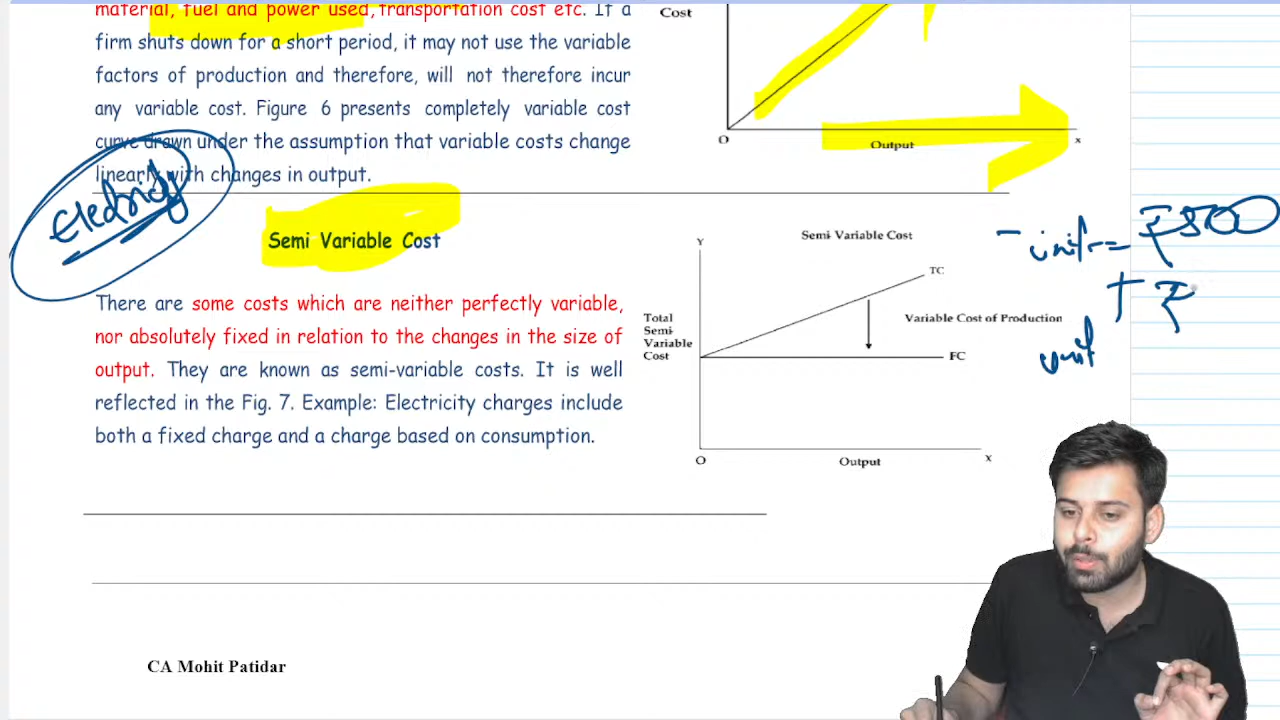 material, fuel and power used, transportation cost etc. If a
firm shuts down for a short period, it may not use the variable
factors of production and therefore, will not therefore incur
any variable cost. Figure 6 presents completely variable cost
curve drawn under the assumption that variable costs change
linearly with changes in output.
Cost
O
Output
x
Electricity
Semi Variable Cost
There are some costs which are neither perfectly variable,
nor absolutely fixed in relation to the changes in the size of
output. They are known as semi-variable costs. It is well
reflected in the Fig. 7. Example: Electricity charges include
both a fixed charge and a charge based on consumption.
Semi Variable Cost
Y
TC
Total
Semi
Variable
Cost
Variable Cost of Production
FC
O
Output
x
- unit = ₹500
+ ₹
unit
CA Mohit Patidar